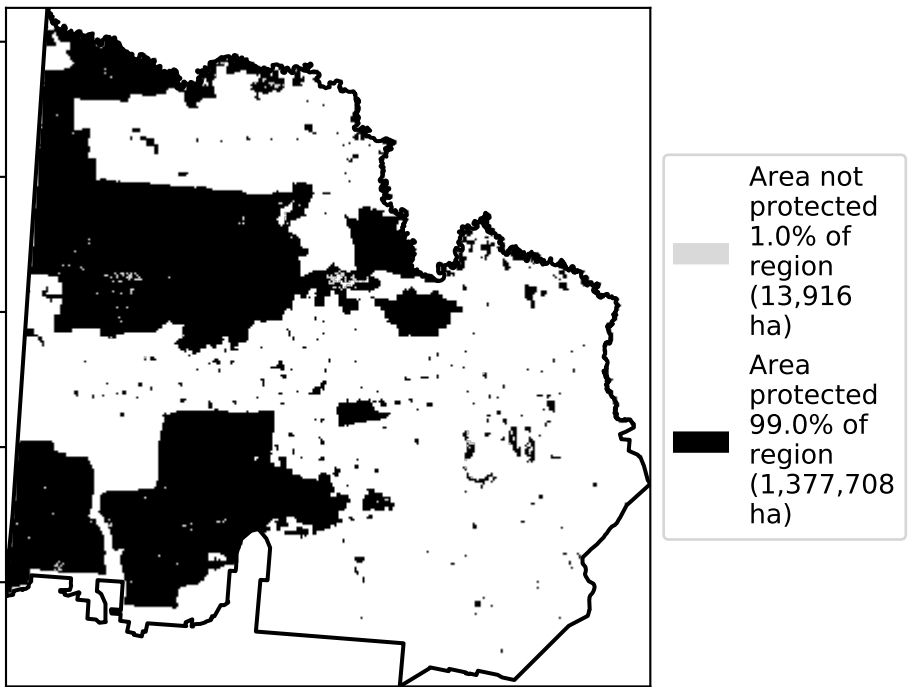 Area not
protected
1.0% of
region
(13,916
ha)
Area
protected
99.0% of
region
(1,377,708
ha)